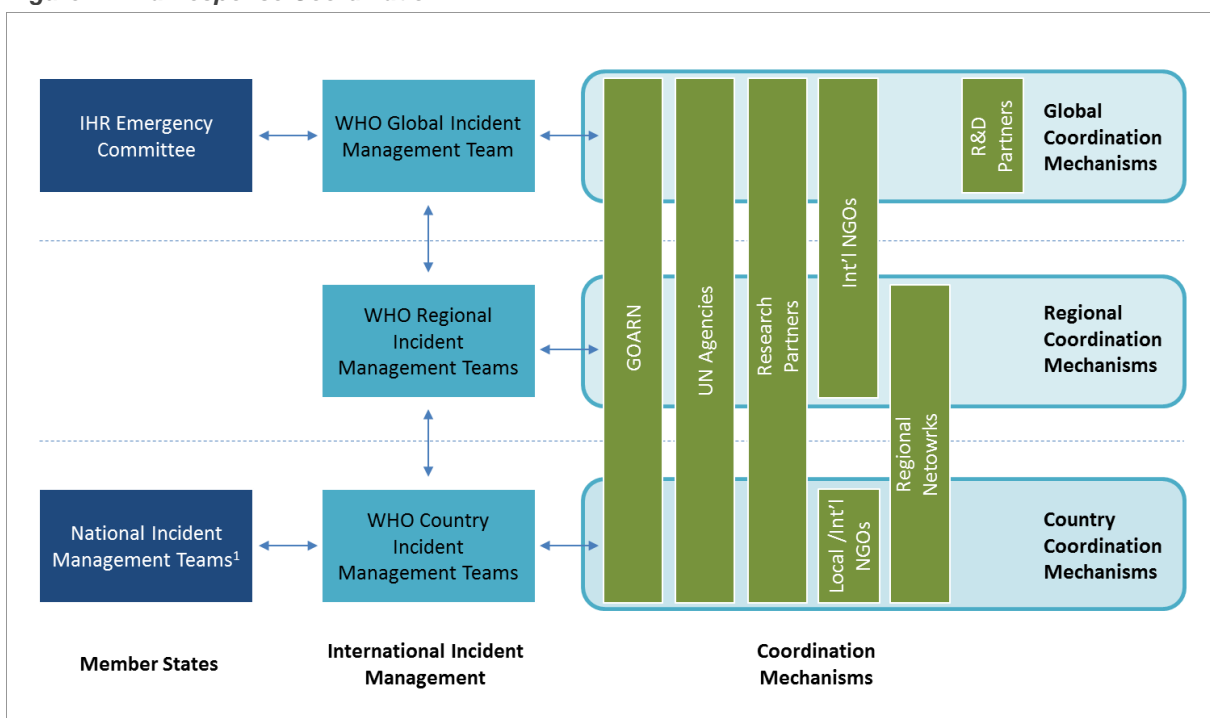 IHR Emergency
Committee
WHO Global Incident
Management Team
GOARN
UN Agencies
Research
Partners
Int'l NGOs
R&D
Partners
Global
Coordination
Mechanisms
WHO Regional
Incident
Management Teams
Regional
Netowrks
Regional
Coordination
Mechanisms
National Incident
Management Teams1
WHO Country
Incident
Management Teams
Local /Int'l
NGOs
Country
Coordination
Mechanisms
Member States
International Incident
Management
Coordination
Mechanisms